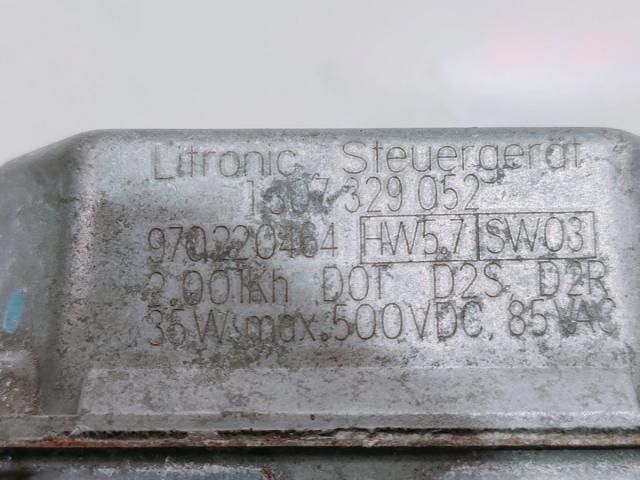 Litronic Steuergerät
1307 329 052
970220464 HW5.7 SW03
2.001Kh DOT D2S D2R
35W max.500VDC, 85VAC